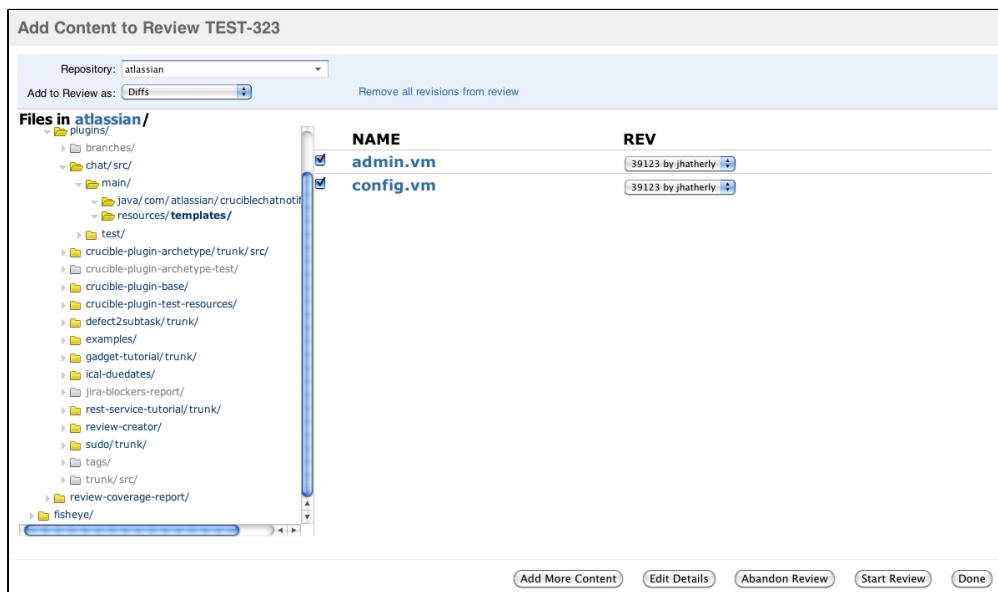 Add Content to Review TEST-323
Repository: atlassian
Add to Review as: Diffs
Remove all revisions from review
Files in atlassian/
plugins/
branches/
chat/src/
main/
java/com/atlassian/cruciblechatnotif
resources/templates/
test/
crucible-plugin-archetype/trunk/src/
crucible-plugin-archetype-test/
crucible-plugin-base/
crucible-plugin-test-resources/
defect2subtask/trunk/
examples/
gadget-tutorial/trunk/
ical-duedates/
jira-blockers-report/
rest-service-tutorial/trunk/
review-creator/
sudo/trunk/
tags/
trunk/src/
review-coverage-report/
fisheye/
NAME REV
admin.vm 39123 by jhatherly
config.vm 39123 by jhatherly
Add More Content Edit Details Abandon Review Start Review Done